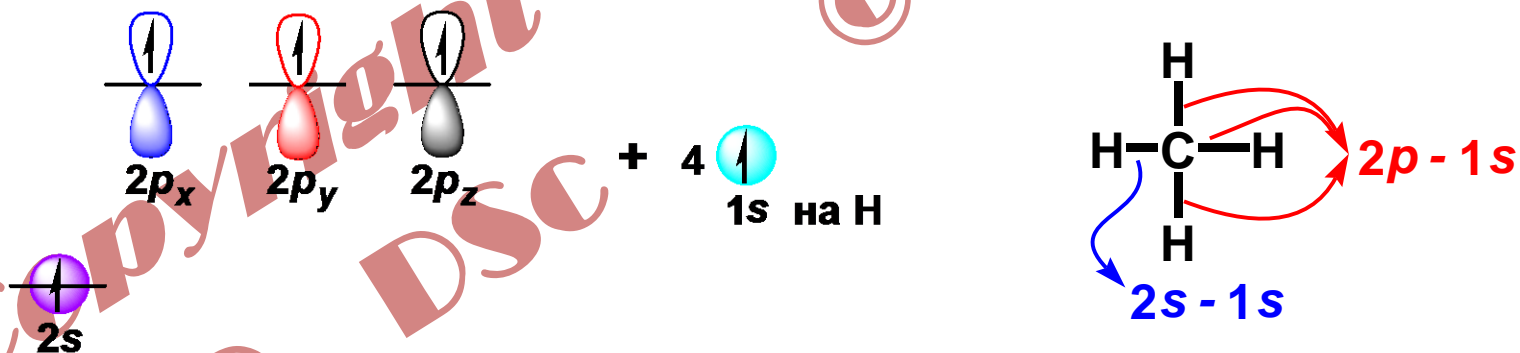 2px 2py 2pz
+ 4
1s на H
2s
H
H C H
H
2p - 1s
2s - 1s
Copyright ©
DSc